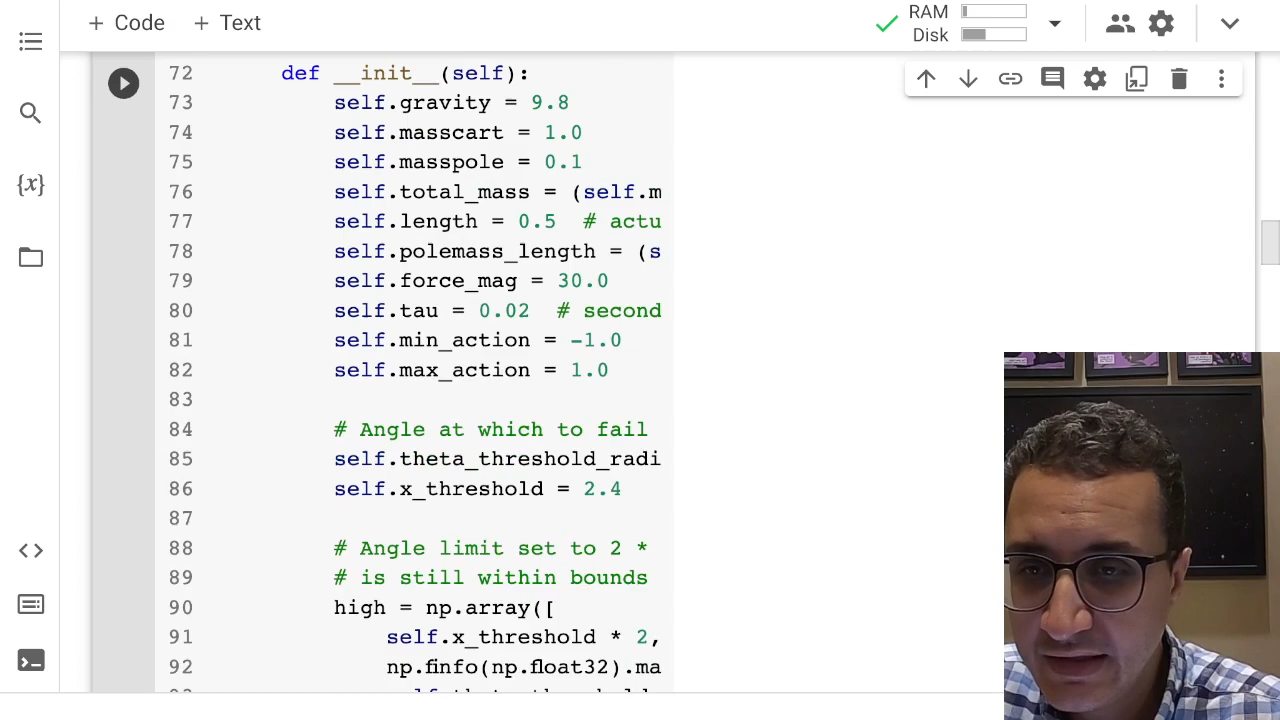 + Code + Text
RAM
Disk
72 def __init__(self):
73 self.gravity = 9.8
74 self.masscart = 1.0
75 self.masspole = 0.1
76 self.total_mass = (self.m
77 self.length = 0.5 # actu
78 self.polemass_length = (s
79 self.force_mag = 30.0
80 self.tau = 0.02 # second
81 self.min_action = -1.0
82 self.max_action = 1.0
83
84 # Angle at which to fail
85 self.theta_threshold_radi
86 self.x_threshold = 2.4
87
88 # Angle limit set to 2 *
89 # is still within bounds
90 high = np.array([
91 self.x_threshold * 2,
92 np.finfo(np.float32).ma